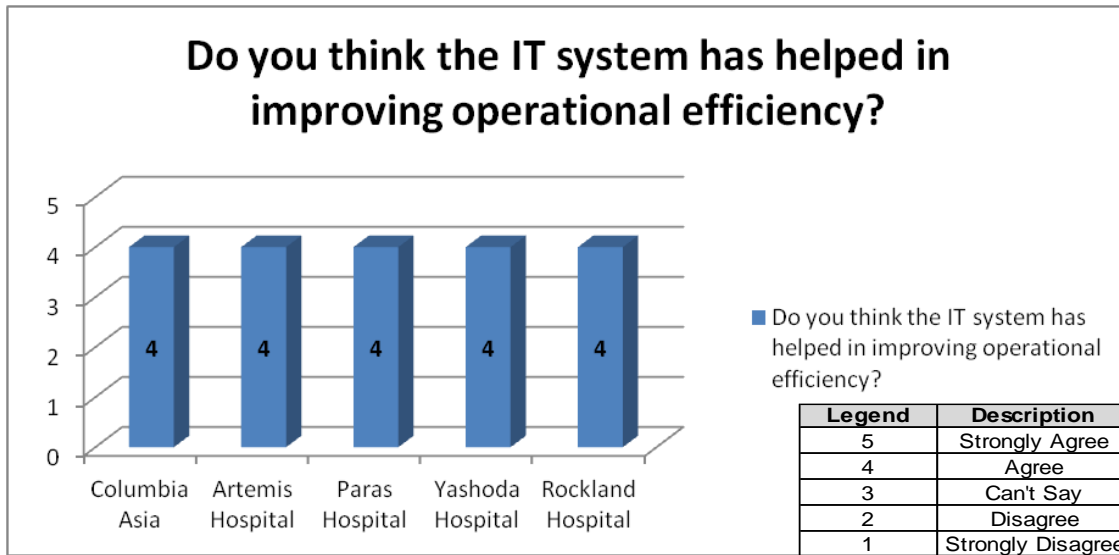 Do you think the IT system has helped in
improving operational efficiency?
5
4
3
2
1
0
4 4 4 4 4
Columbia Asia
Artemis Hospital
Paras Hospital
Yashoda Hospital
Rockland Hospital
Do you think the IT system has
helped in improving operational
efficiency?
Legend Description
5 Strongly Agree
4 Agree
3 Can't Say
2 Disagree
1 Strongly Disagree